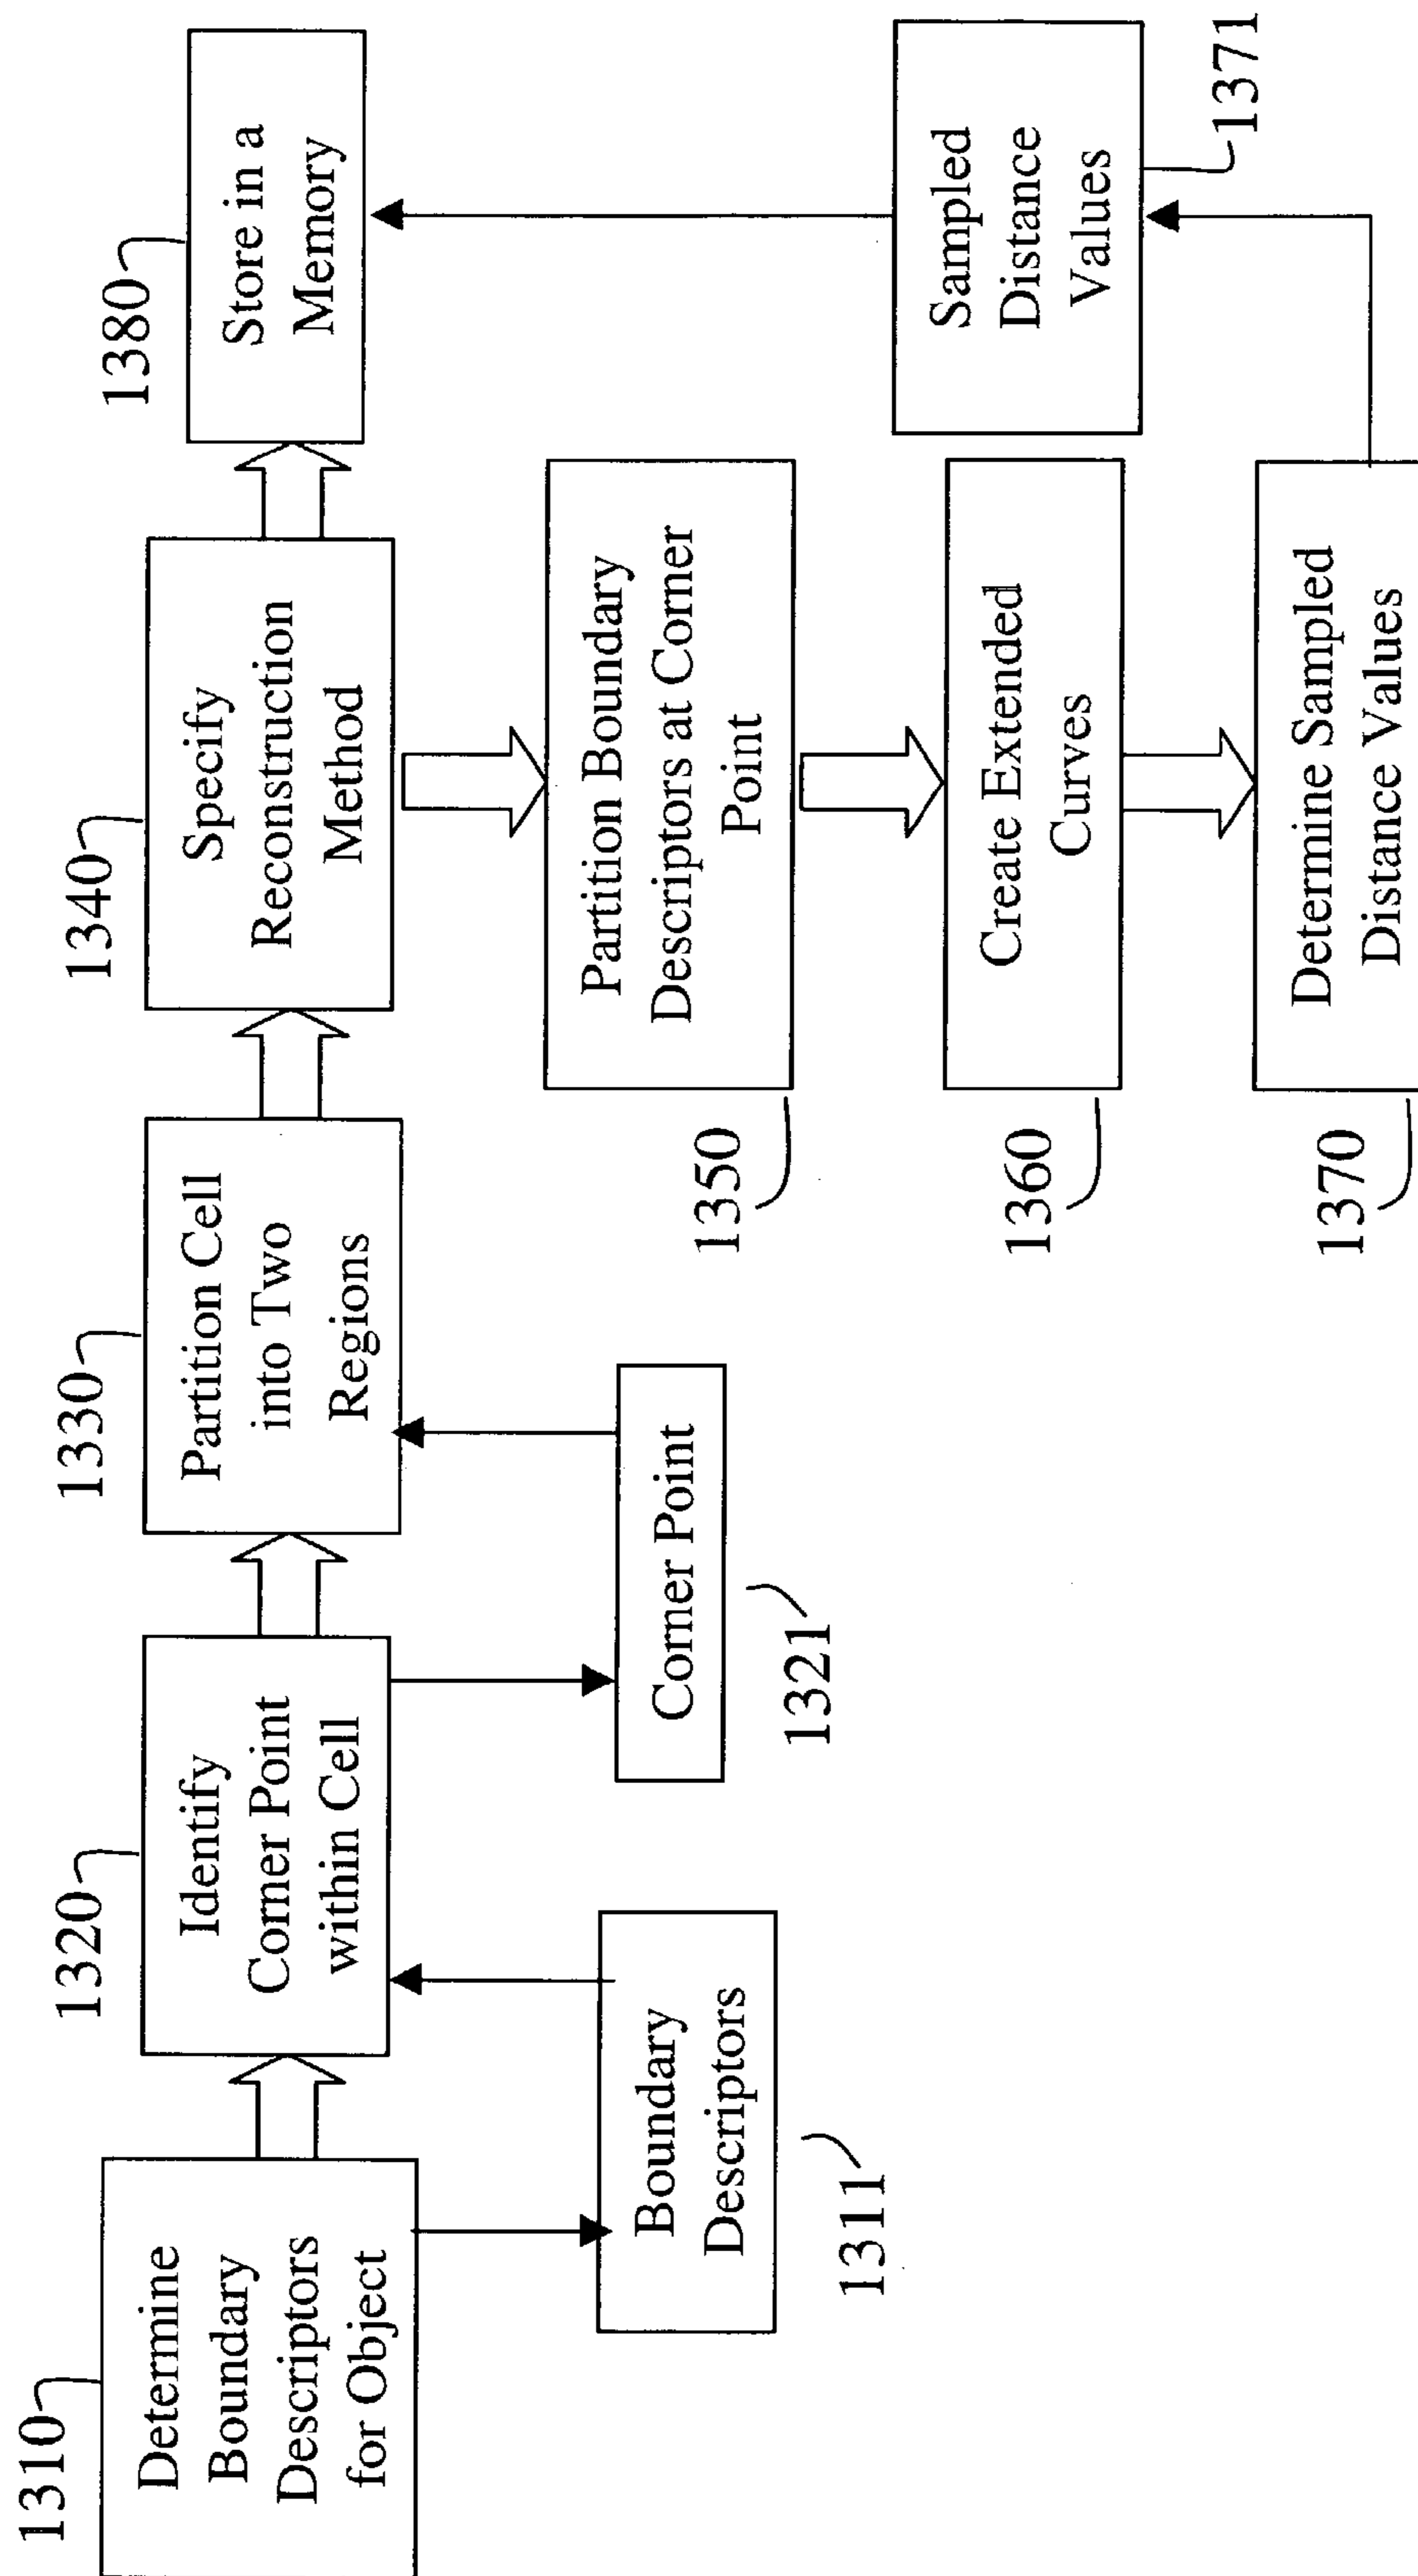 1310
Determine
Boundary
Descriptors
for Object
1320
Identify
Corner Point
within Cell
1330
Partition Cell
into Two
Regions
1340
Specify
Reconstruction
Method
1380
Store in a
Memory
Boundary
Descriptors
1311
Corner Point
1321
1350
Partition Boundary
Descriptors at Corner
Point
1360
Create Extended
Curves
1370
Determine Sampled
Distance Values
Sampled
Distance
Values
1371